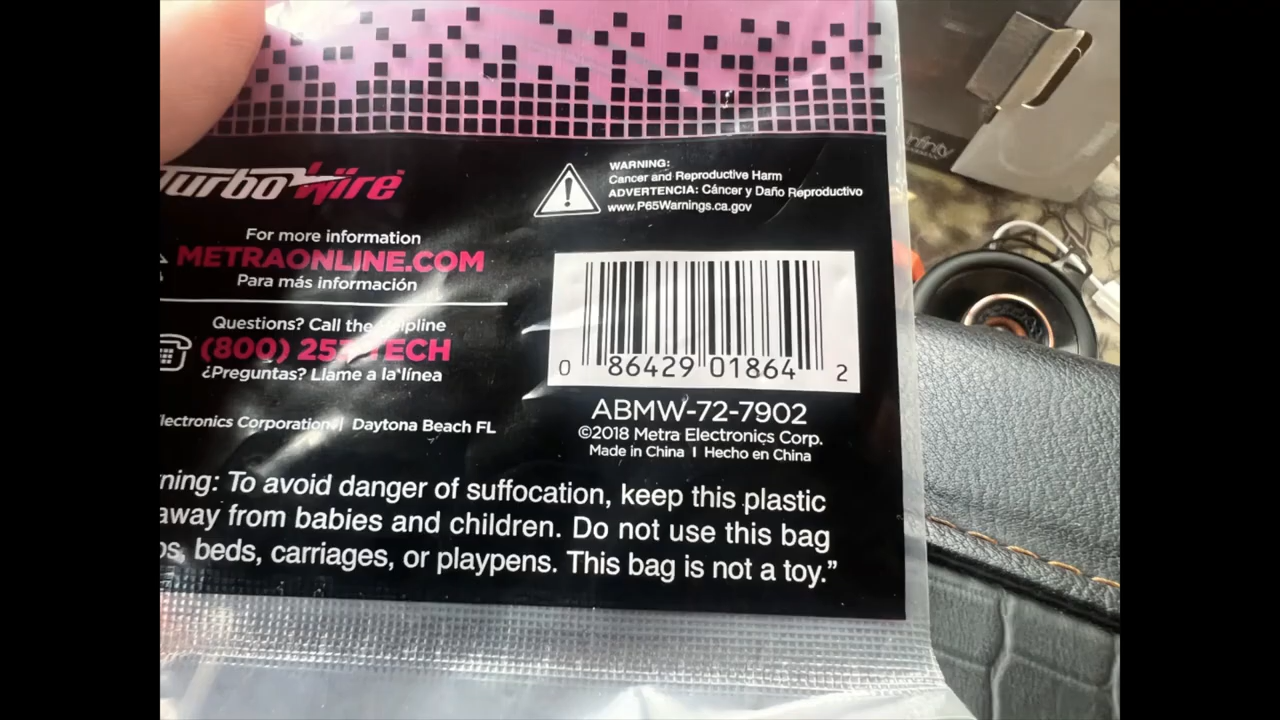 TurboWire
For more information
METRAONLINE.COM
Para más información
Questions? Call the
(800) 25 TECH
¿Preguntas? Llame a la línea
lectronics Corporation | Daytona Beach FL
WARNING:
Cancer and Reproductive Harm
ADVERTENCIA: Cáncer y Daño Reproductivo
www.P65Warnings.ca.gov
0 86429 01864 2
ABMW-72-7902
©2018 Metra Electronics Corp.
Made in China I Hecho en China
ning: To avoid danger of suffocation, keep this plastic
away from babies and children. Do not use this bag
s, beds, carriages, or playpens. This bag is not a toy.”
Infinity